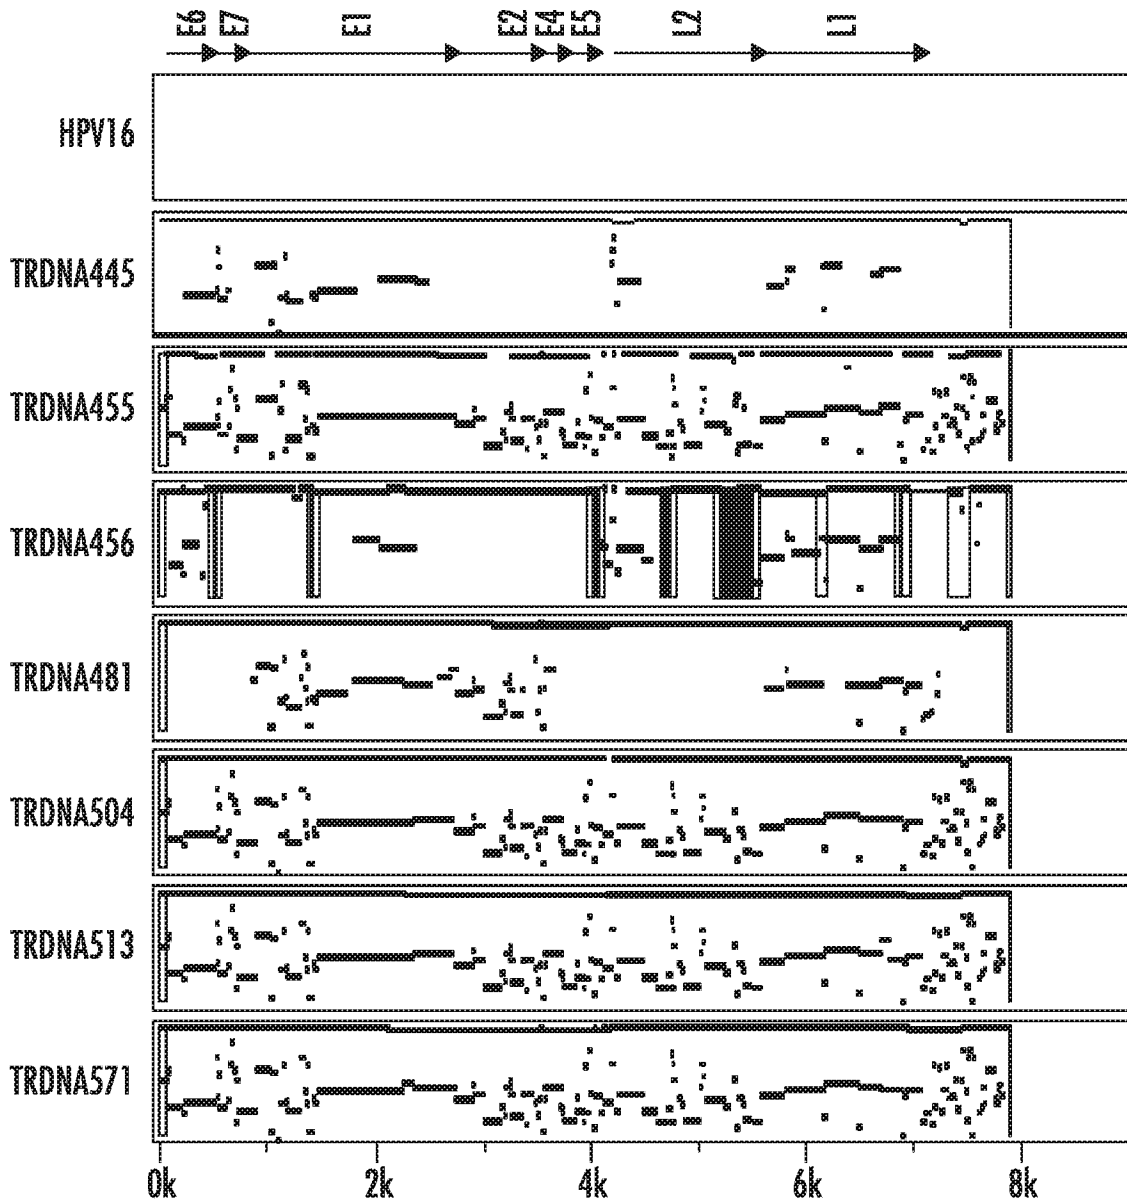 E6 E7 E1 E2 E4 E5 L2 L1
HPV16
TRDNA445
TRDNA455
TRDNA456
TRDNA481
TRDNA504
TRDNA513
TRDNA571
0k 2k 4k 6k 8k